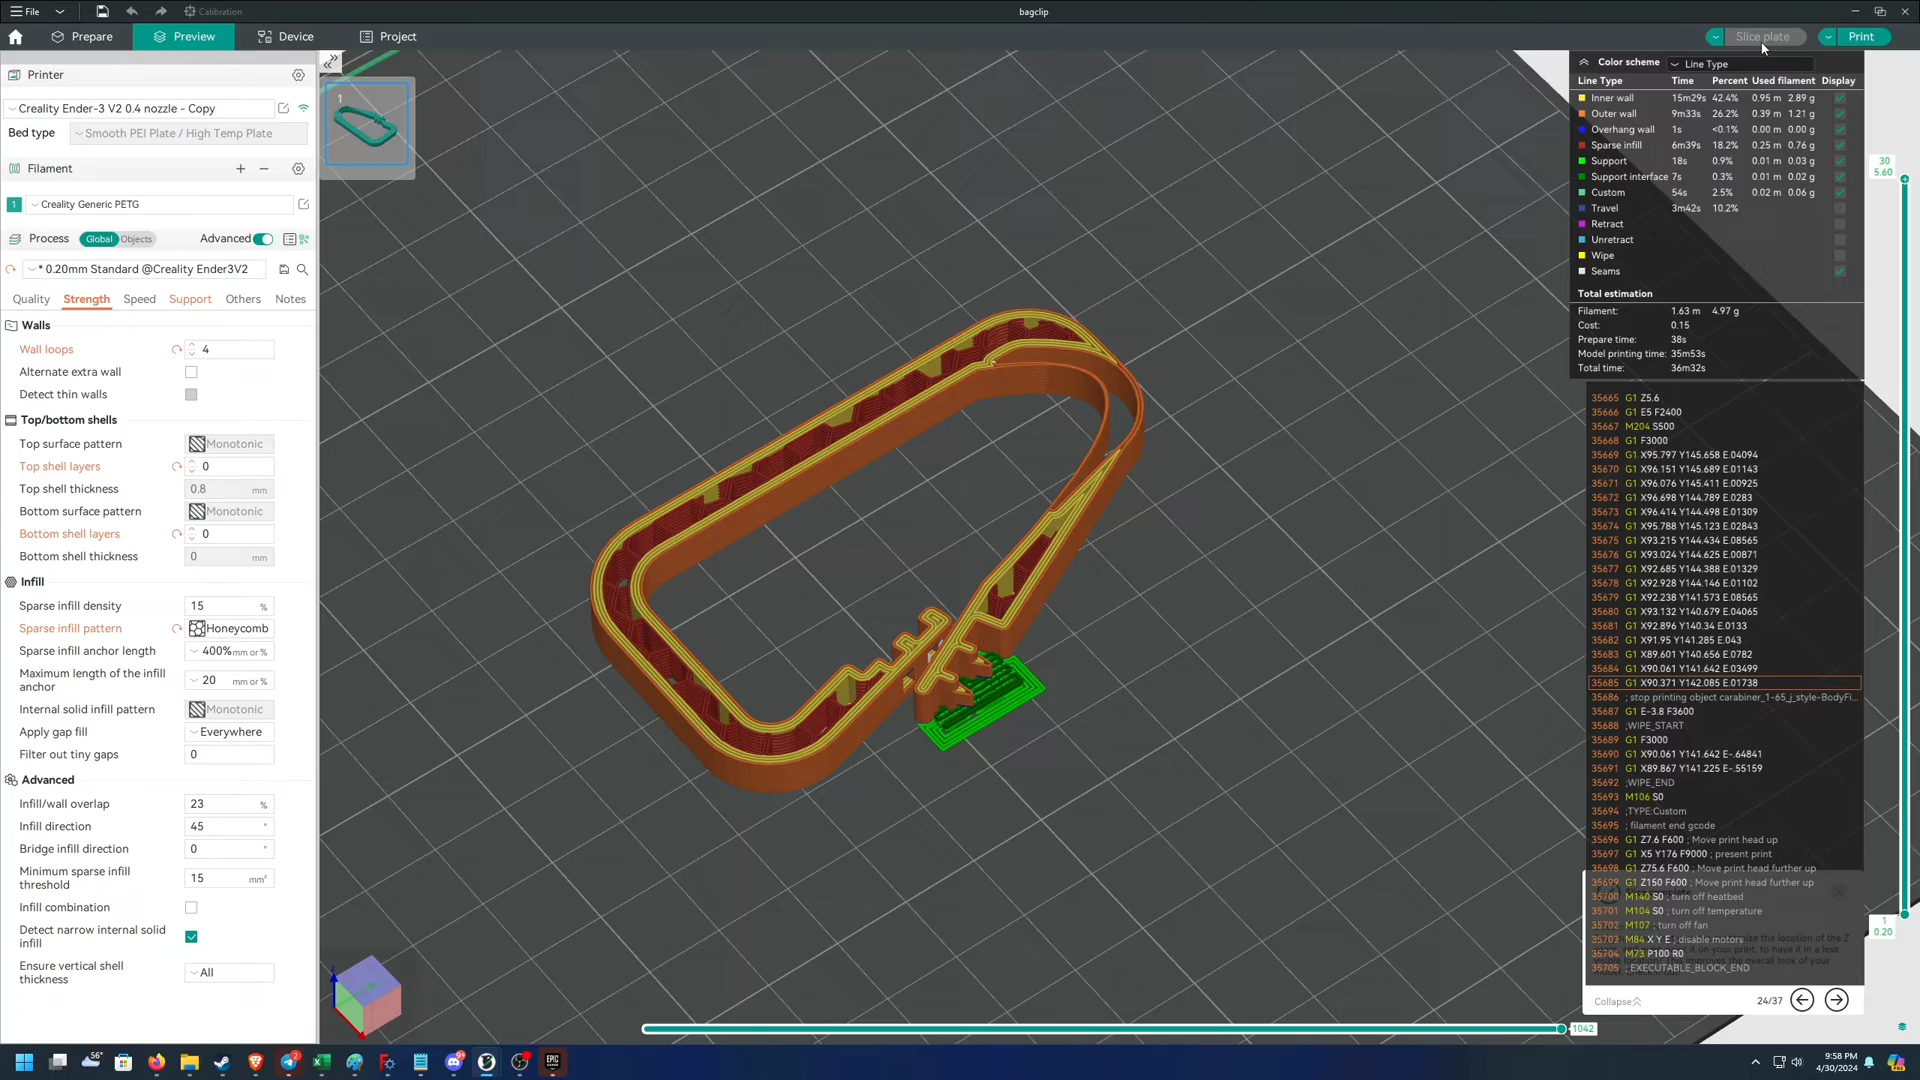 File
Calibration
bagclip
Prepare
Preview
Device
Project
Slice plate
Print
Printer
Creality Ender-3 V2 0.4 nozzle - Copy
Bed type
Smooth PEI Plate / High Temp Plate
Filament
1
Creality Generic PETG
Process
Global
Objects
Advanced
* 0.20mm Standard @Creality Ender3V2
Quality
Strength
Speed
Support
Others
Notes
Walls
Wall loops
4
Alternate extra wall
Detect thin walls
Top/bottom shells
Top surface pattern
Monotonic
Top shell layers
0
Top shell thickness
0.8 mm
Bottom surface pattern
Monotonic
Bottom shell layers
0
Bottom shell thickness
0 mm
Infill
Sparse infill density
15 %
Sparse infill pattern
Honeycomb
Sparse infill anchor length
400% mm or %
Maximum length of the infill
anchor
20 mm or %
Internal solid infill pattern
Monotonic
Apply gap fill
Everywhere
Filter out tiny gaps
0
Advanced
Infill/wall overlap
23 %
Infill direction
45 °
Bridge infill direction
0 °
Minimum sparse infill
threshold
15 mm²
Infill combination
Detect narrow internal solid
infill
Ensure vertical shell
thickness
All
1
Color scheme
Line Type
Line Type Time Percent Used filament Display
Inner wall 15m29s 42.4% 0.95 m 2.89 g
Outer wall 9m33s 26.2% 0.39 m 1.21 g
Overhang wall 1s <0.1% 0.00 m 0.00 g
Sparse infill 6m39s 18.2% 0.25 m 0.76 g
Support 18s 0.9% 0.01 m 0.03 g
Support interface 7s 0.3% 0.01 m 0.02 g
Custom 54s 2.5% 0.02 m 0.06 g
Travel 3m42s 10.2%
Retract
Unretract
Wipe
Seams
Total estimation
Filament: 1.63 m 4.97 g
Cost: 0.15
Prepare time: 38s
Model printing time: 35m53s
Total time: 36m32s
35665 G1 Z5.6
35666 G1 E5 F2400
35667 M204 S500
35668 G1 F3000
35669 G1 X95.797 Y145.658 E.04094
35670 G1 X96.151 Y145.689 E.01143
35671 G1 X96.076 Y145.411 E.00925
35672 G1 X96.698 Y144.789 E.0283
35673 G1 X96.414 Y144.498 E.01309
35674 G1 X95.788 Y145.123 E.02843
35675 G1 X93.215 Y144.434 E.08565
35676 G1 X93.024 Y144.625 E.00871
35677 G1 X92.685 Y144.388 E.01329
35678 G1 X92.928 Y144.146 E.01102
35679 G1 X92.238 Y141.573 E.08565
35680 G1 X93.132 Y140.679 E.04065
35681 G1 X92.896 Y140.34 E.0133
35682 G1 X91.95 Y141.285 E.043
35683 G1 X89.601 Y140.656 E.0782
35684 G1 X90.061 Y141.642 E.03499
35685 G1 X90.371 Y142.085 E.01738
35686 ; stop printing object carabiner_1-65_j_style-BodyFi...
35687 G1 E-3.8 F3600
35688 ;WIPE_START
35689 G1 F3000
35690 G1 X90.061 Y141.642 E-.64841
35691 G1 X89.867 Y141.225 E-.55159
35692 ;WIPE_END
35693 M106 S0
35694 ;TYPE:Custom
35695 ; filament end gcode
35696 G1 Z7.6 F600 ; Move print head up
35697 G1 X5 Y176 F9000 ; present print
35698 G1 Z75.6 F600 ; Move print head further up
35699 G1 Z150 F600 ; Move print head further up
35700 M140 S0 ; turn off heatbed
35701 M104 S0 ; turn off temperature
35702 M107 ; turn off fan
35703 M84 X Y E ; disable motors
35704 M73 P100 R0
35705 ; EXECUTABLE_BLOCK_END
Collapse
24/37
30
5.60
1
0.20
1042
56°
2
9+
EPIC
GAMES
9:58 PM
4/30/2024